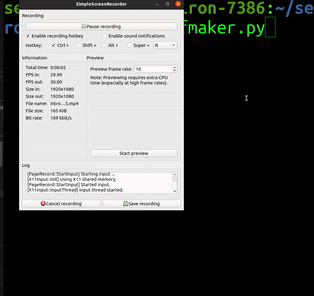 SimpleScreenRecorder
Recording
Pause recording
Enable recording hotkey Enable sound notifications
Hotkey: Ctrl + Shift + Alt + Super + R
Information
Total time: 0:00:05
FPS in: 29.99
FPS out: 30.00
Size in: 1920x1080
Size out: 1920x1080
File name: intro...5.mp4
File size: 165 KiB
Bit rate: 169 kbit/s
Preview
Preview frame rate: 10
Note: Previewing requires extra CPU
time (especially at high frame rates).
Start preview
Log
[PageRecord::StartInput] Starting input ...
[X11Input::Init] Using X11 shared memory.
[PageRecord::StartInput] Started input.
[X11Input::InputThread] Input thread started.
Cancel recording Save recording
se ron-7386:~/se
ro fmaker.py